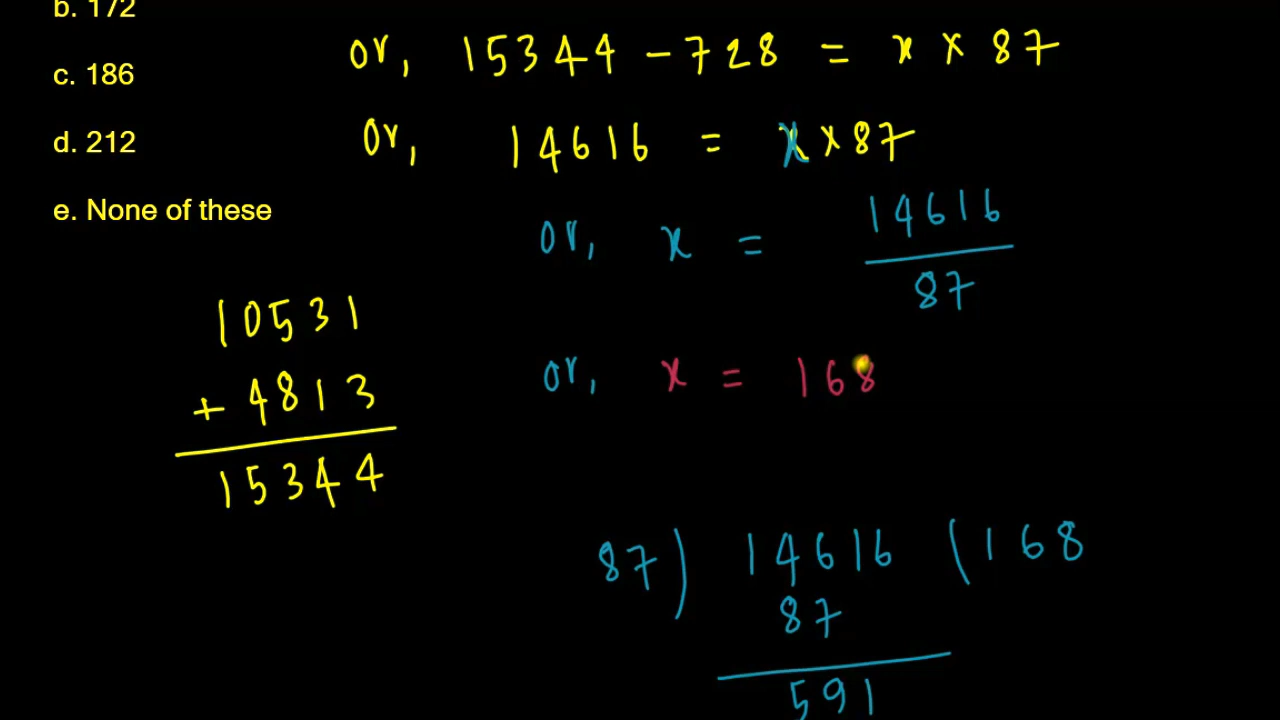 b. 172
c. 186
d. 212
e. None of these
or, 15344 - 728 = x × 87
or, 14616 = x × 87
or, x = 14616
87
or, x = 168
10531
+ 4813
15344
87 ) 14616 ( 168
87
591